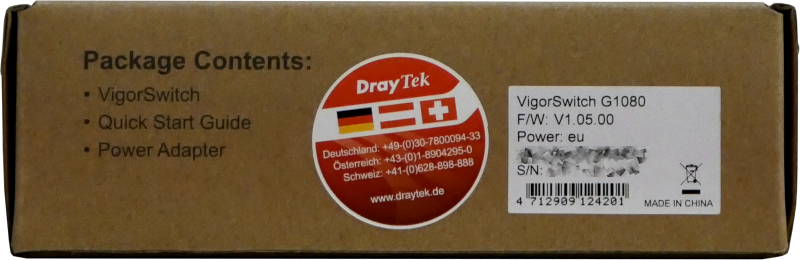 Package Contents:
• VigorSwitch
• Quick Start Guide
• Power Adapter
DrayTek
Deutschland: +49-(0)30-7800094-33
Österreich: +43-(0)1-8904295-0
Schweiz: +41-(0)628-898-888
www.draytek.de
VigorSwitch G1080
F/W: V1.05.00
Power: eu
S/N:
4 712909 124201
MADE IN CHINA